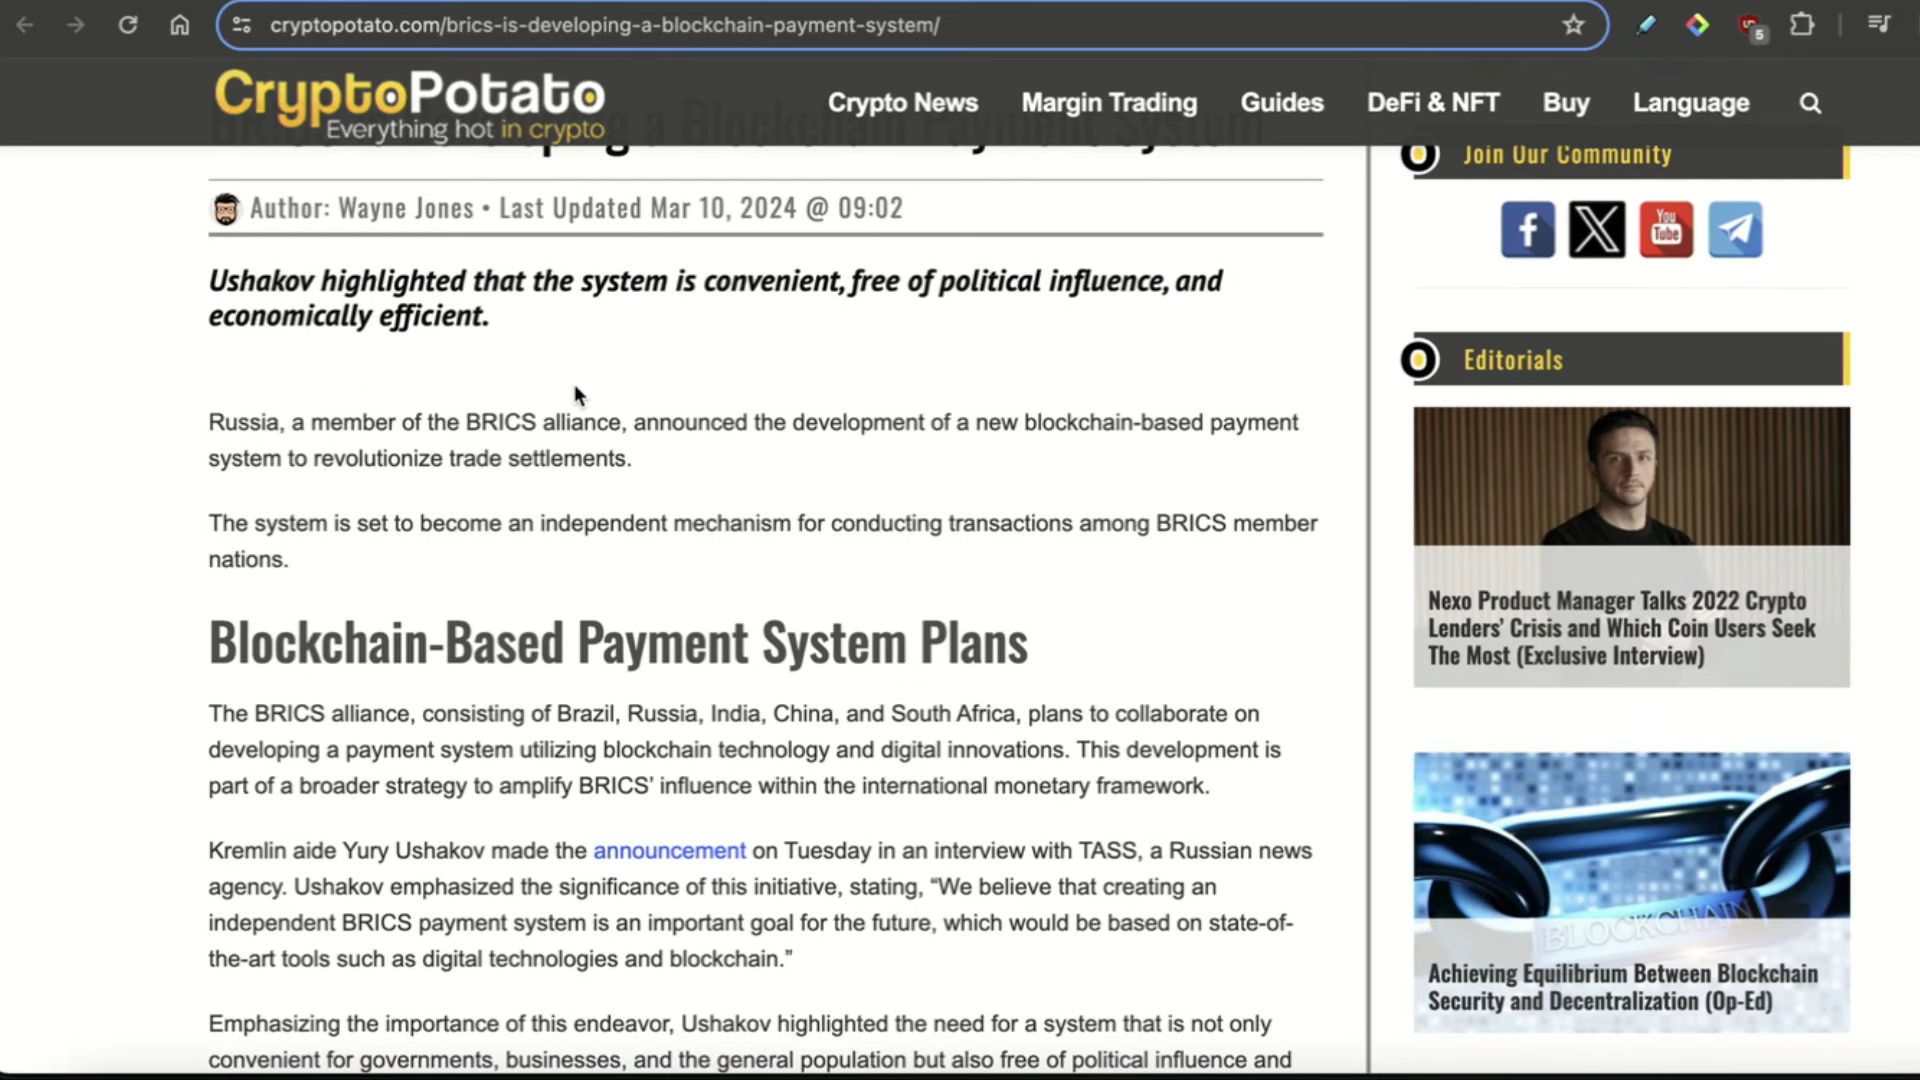 cryptopotato.com/brics-is-developing-a-blockchain-payment-system/
5
CryptoPotato
Everything hot in crypto
Crypto News
Margin Trading
Guides
DeFi & NFT
Buy
Language
a Blockchain Payment System
Author: Wayne Jones • Last Updated Mar 10, 2024 @ 09:02
Ushakov highlighted that the system is convenient, free of political influence, and
economically efficient.
Russia, a member of the BRICS alliance, announced the development of a new blockchain-based payment
system to revolutionize trade settlements.
The system is set to become an independent mechanism for conducting transactions among BRICS member
nations.
Blockchain-Based Payment System Plans
The BRICS alliance, consisting of Brazil, Russia, India, China, and South Africa, plans to collaborate on
developing a payment system utilizing blockchain technology and digital innovations. This development is
part of a broader strategy to amplify BRICS’ influence within the international monetary framework.
Kremlin aide Yury Ushakov made the announcement on Tuesday in an interview with TASS, a Russian news
agency. Ushakov emphasized the significance of this initiative, stating, “We believe that creating an
independent BRICS payment system is an important goal for the future, which would be based on state-of-
the-art tools such as digital technologies and blockchain.”
Emphasizing the importance of this endeavor, Ushakov highlighted the need for a system that is not only
convenient for governments, businesses, and the general population but also free of political influence and
Join Our Community
You
Tube
Editorials
Nexo Product Manager Talks 2022 Crypto
Lenders’ Crisis and Which Coin Users Seek
The Most (Exclusive Interview)
BLOCKCHAIN
Achieving Equilibrium Between Blockchain
Security and Decentralization (Op-Ed)